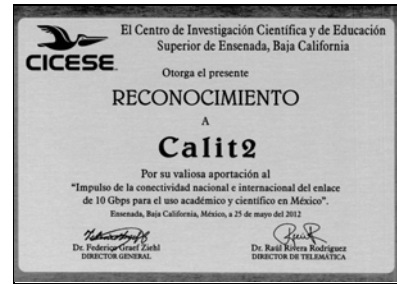 CICESE
El Centro de Investigación Científica y de Educación
Superior de Ensenada, Baja California
Otorga el presente
RECONOCIMIENTO
A
Calit2
Por su valiosa aportación al
"Impulso de la conectividad nacional e internacional del enlace
de 10 Gbps para el uso académico y científico en México".
Ensenada, Baja California, México, a 25 de mayo del 2012
Dr. Federico Graef Ziehl
DIRECTOR GENERAL
Dr. Raúl Rivera Rodríguez
DIRECTOR DE TELEMÁTICA